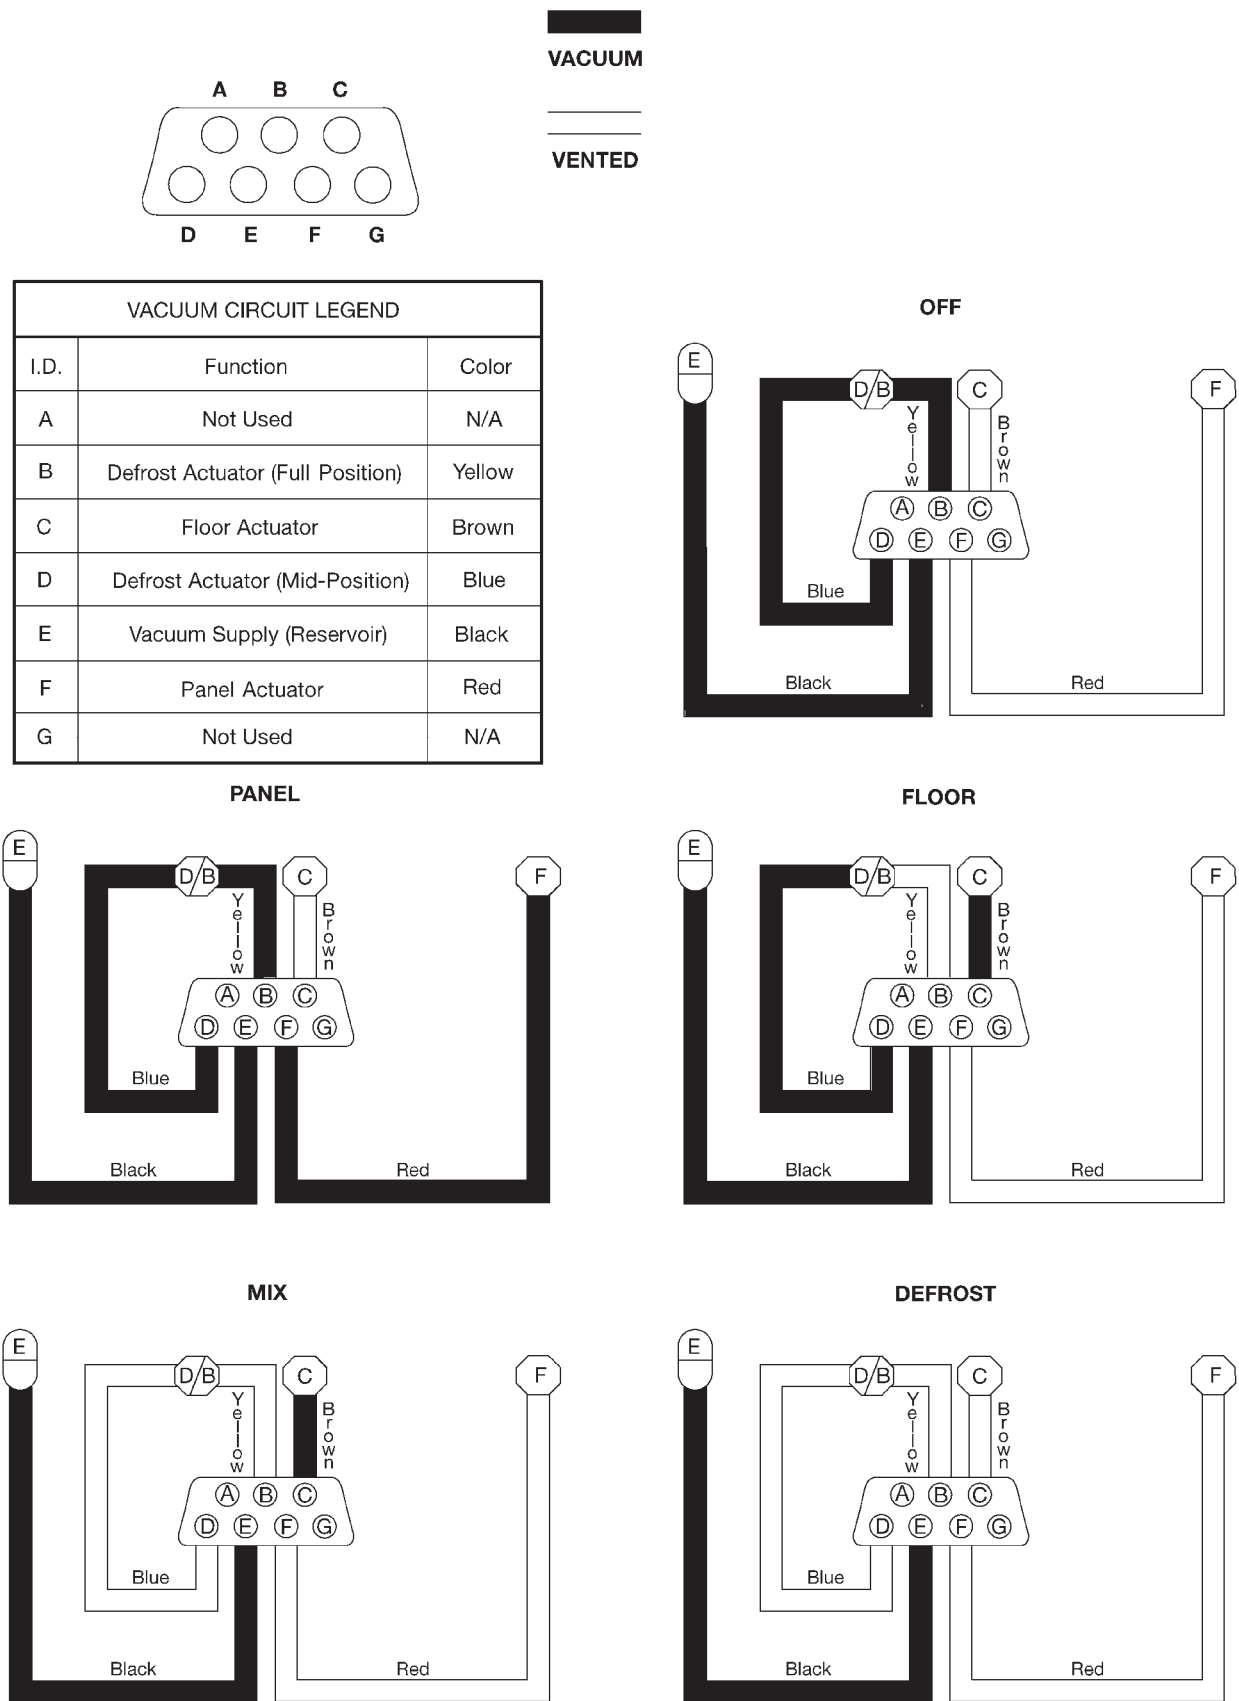 VACUUM
VENTED
A B C
D E F G
VACUUM CIRCUIT LEGEND
I.D. Function Color
A Not Used N/A
B Defrost Actuator (Full Position) Yellow
C Floor Actuator Brown
D Defrost Actuator (Mid-Position) Blue
E Vacuum Supply (Reservoir) Black
F Panel Actuator Red
G Not Used N/A
OFF
E
D/B
C
F
Yellow
Brown
A B C
D E F G
Blue
Black
Red
PANEL
E
D/B
C
F
Yellow
Brown
A B C
D E F G
Blue
Black
Red
FLOOR
E
D/B
C
F
Yellow
Brown
A B C
D E F G
Blue
Black
Red
MIX
E
D/B
C
F
Yellow
Brown
A B C
D E F G
Blue
Black
Red
DEFROST
E
D/B
C
F
Yellow
Brown
A B C
D E F G
Blue
Black
Red